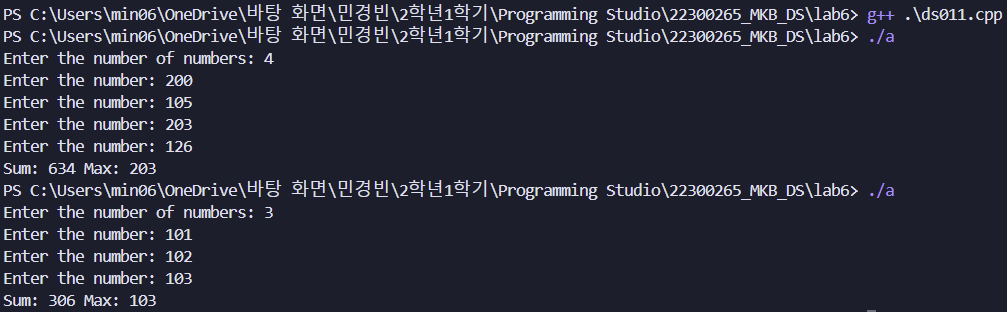 PS C:\Users\min06\OneDrive\바탕 화면\민경빈\2학년1학기\Programming Studio\22300265_MKB_DS\lab6> g++ .\ds011.cpp
PS C:\Users\min06\OneDrive\바탕 화면\민경빈\2학년1학기\Programming Studio\22300265_MKB_DS\lab6> ./a
Enter the number of numbers: 4
Enter the number: 200
Enter the number: 105
Enter the number: 203
Enter the number: 126
Sum: 634 Max: 203
PS C:\Users\min06\OneDrive\바탕 화면\민경빈\2학년1학기\Programming Studio\22300265_MKB_DS\lab6> ./a
Enter the number of numbers: 3
Enter the number: 101
Enter the number: 102
Enter the number: 103
Sum: 306 Max: 103